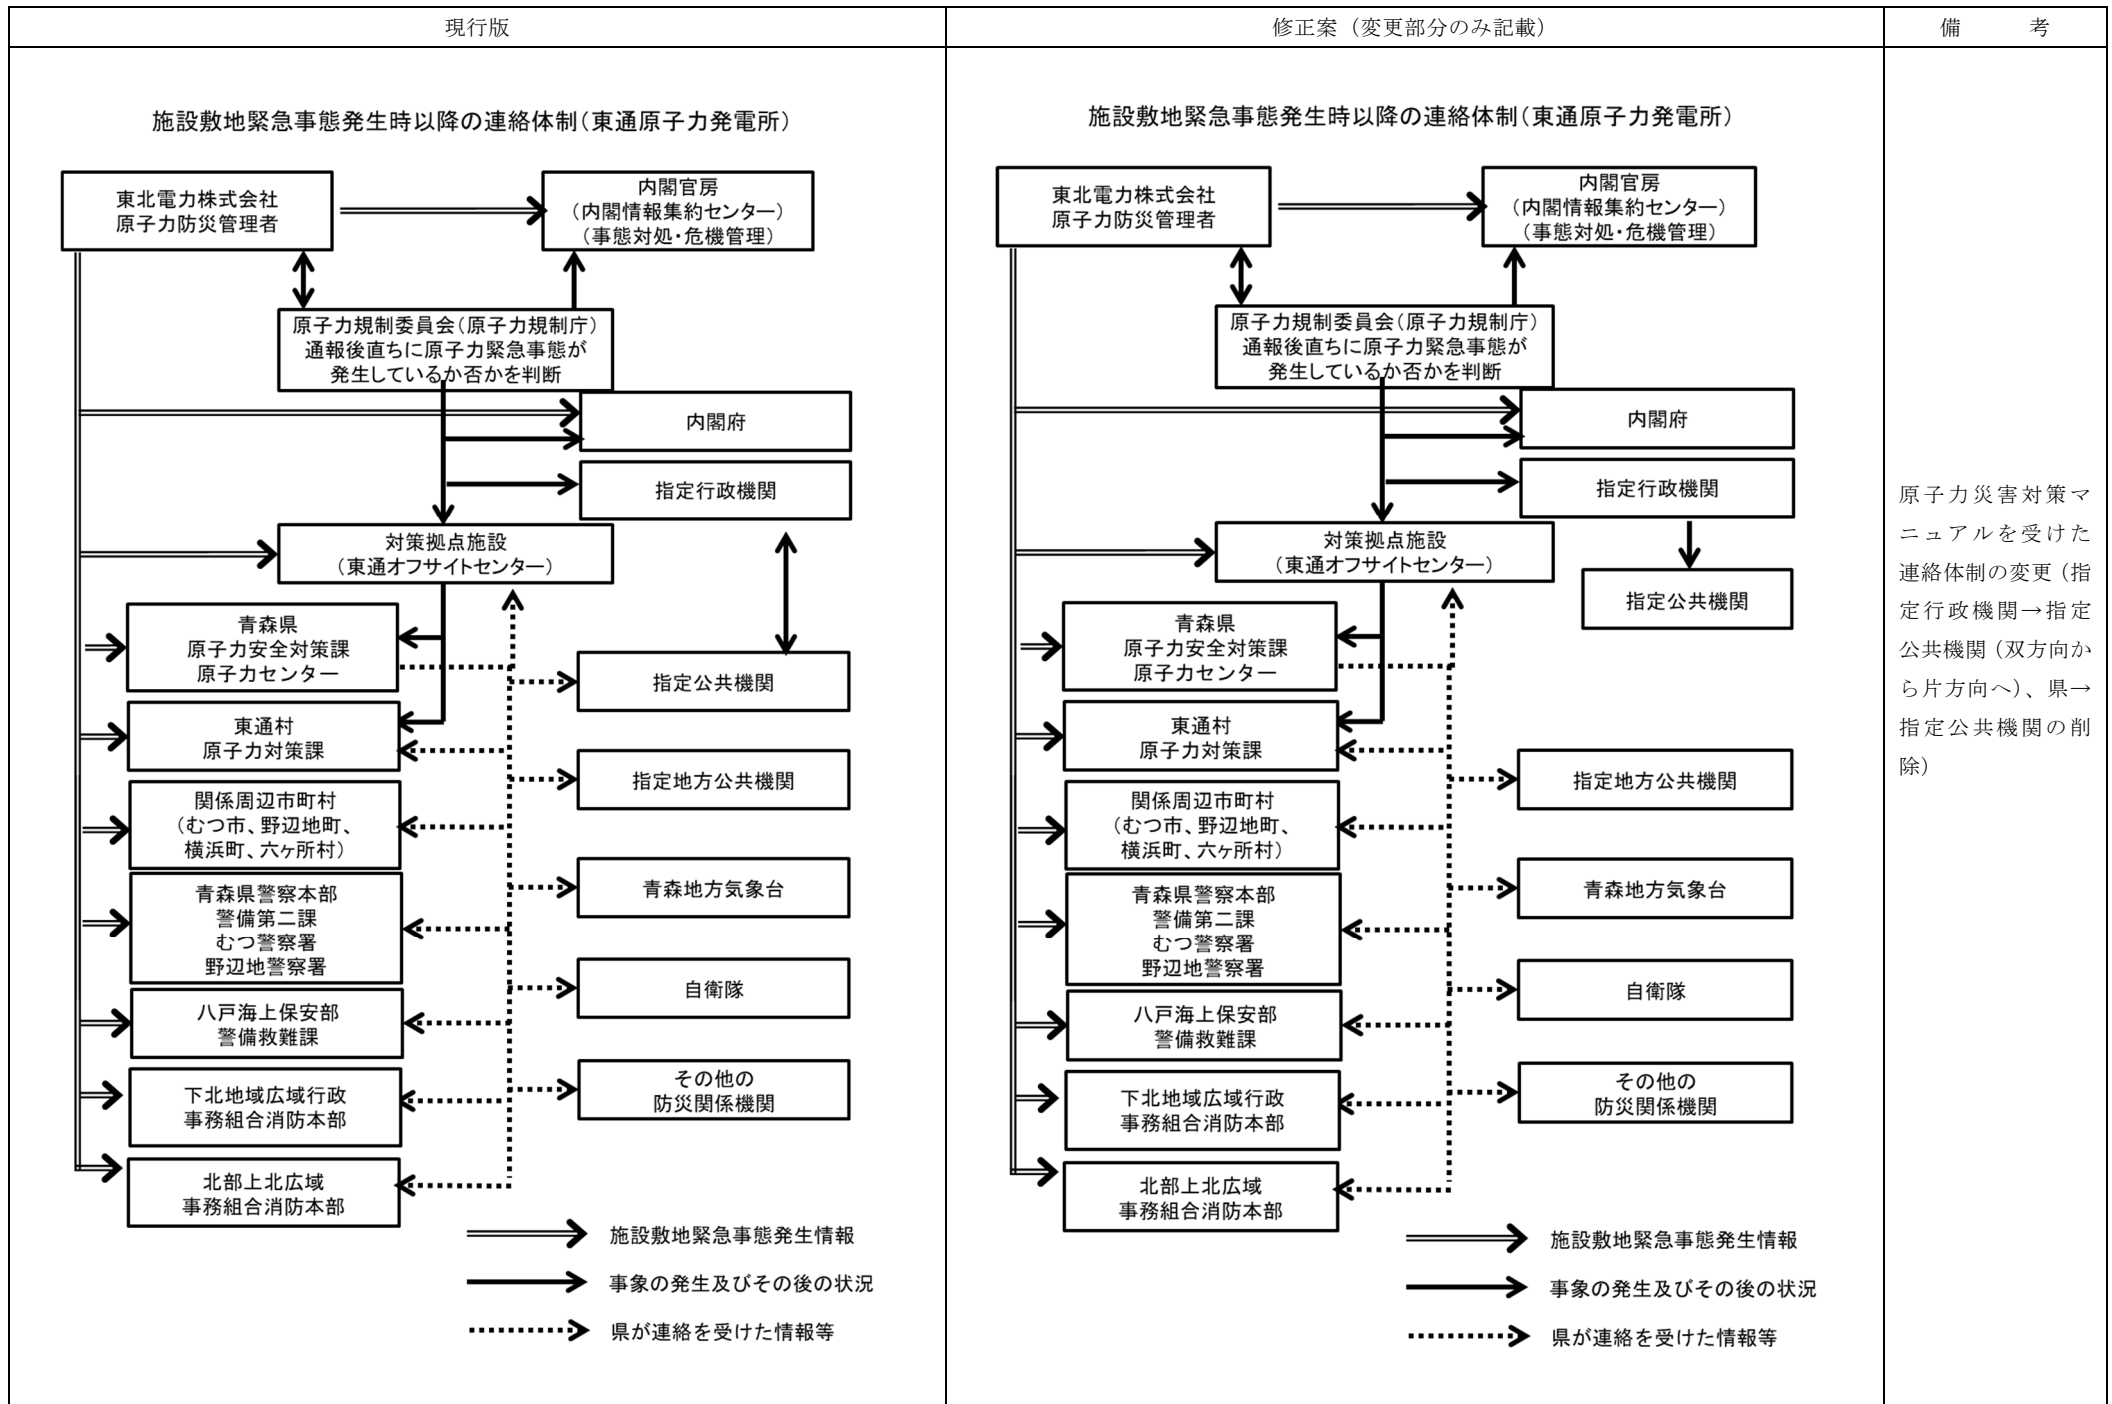 現行版
修正案（変更部分のみ記載）
備　考
施設敷地緊急事態発生時以降の連絡体制（東通原子力発電所）
東北電力株式会社
原子力防災管理者
内閣官房
（内閣情報集約センター）
（事態対処・危機管理）
原子力規制委員会（原子力規制庁）
通報後直ちに原子力緊急事態が
発生しているか否かを判断
内閣府
指定行政機関
対策拠点施設
（東通オフサイトセンター）
青森県
原子力安全対策課
原子力センター
指定公共機関
東通村
原子力対策課
指定地方公共機関
関係周辺市町村
（むつ市、野辺地町、
横浜町、六ヶ所村）
青森県警察本部
警備第二課
むつ警察署
野辺地警察署
青森地方気象台
自衛隊
八戸海上保安部
警備救難課
その他の
防災関係機関
下北地域広域行政
事務組合消防本部
北部上北広域
事務組合消防本部
施設敷地緊急事態発生情報
事象の発生及びその後の状況
県が連絡を受けた情報等
施設敷地緊急事態発生時以降の連絡体制（東通原子力発電所）
東北電力株式会社
原子力防災管理者
内閣官房
（内閣情報集約センター）
（事態対処・危機管理）
原子力規制委員会（原子力規制庁）
通報後直ちに原子力緊急事態が
発生しているか否かを判断
内閣府
指定行政機関
対策拠点施設
（東通オフサイトセンター）
指定公共機関
青森県
原子力安全対策課
原子力センター
東通村
原子力対策課
指定地方公共機関
関係周辺市町村
（むつ市、野辺地町、
横浜町、六ヶ所村）
青森県警察本部
警備第二課
むつ警察署
野辺地警察署
青森地方気象台
自衛隊
八戸海上保安部
警備救難課
その他の
防災関係機関
下北地域広域行政
事務組合消防本部
北部上北広域
事務組合消防本部
施設敷地緊急事態発生情報
事象の発生及びその後の状況
県が連絡を受けた情報等
原子力災害対策マ
ニュアルを受けた
連絡体制の変更（指
定行政機関→指定
公共機関（双方向か
ら片方向へ）、県→
指定公共機関の削
除）